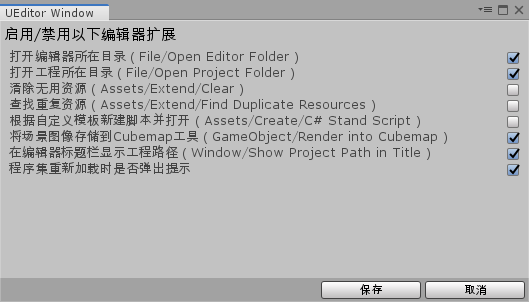 UEditor Window
启用/禁用以下编辑器扩展
打开编辑器所在目录 ( File/Open Editor Folder )
打开工程所在目录 ( File/Open Project Folder )
清除无用资源 ( Assets/Extend/Clear )
查找重复资源 ( Assets/Extend/Find Duplicate Resources )
根据自定义模板新建脚本并打开 ( Assets/Create/C# Stand Script )
将场景图像存储到Cubemap工具 ( GameObject/Render into Cubemap )
在编辑器标题栏显示工程路径 ( Window/Show Project Path in Title )
程序集重新加载时是否弹出提示
保存 取消